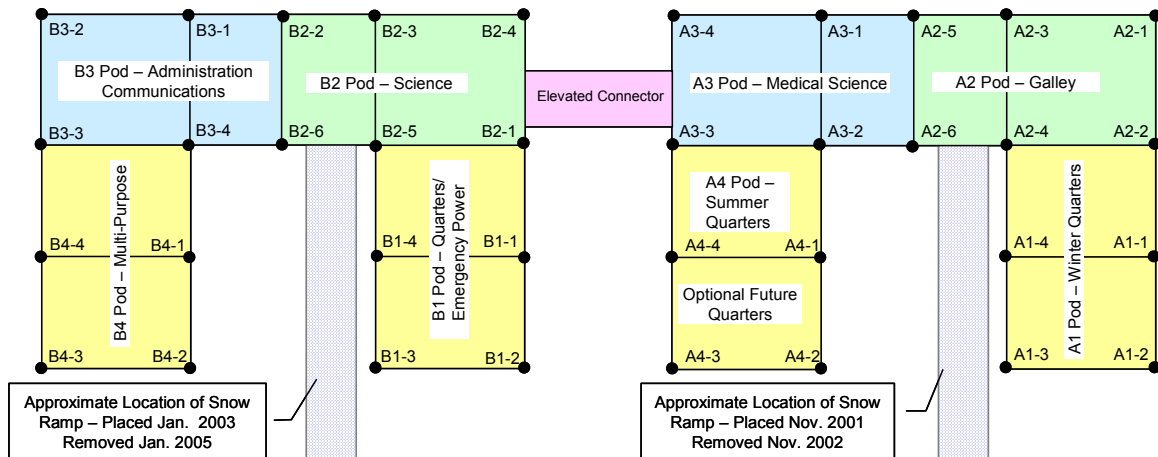 B3-2
B3-1
B2-2
B2-3
B2-4
B3 Pod – Administration
Communications
B2 Pod – Science
B3-3
B3-4
B2-6
B2-5
B2-1
Elevated Connector
A3-4
A3-1
A2-5
A2-3
A2-1
A3 Pod – Medical Science
A2 Pod – Galley
A3-3
A3-2
A2-6
A2-4
A2-2
B4 Pod – Multi-Purpose
B4-4
B4-1
B4-3
B4-2
B1 Pod – Quarters/
Emergency Power
B1-4
B1-1
B1-3
B1-2
A4 Pod –
Summer
Quarters
A4-4
A4-1
Optional Future
Quarters
A4-3
A4-2
A1 Pod – Winter Quarters
A1-4
A1-1
A1-3
A1-2
Approximate Location of Snow
Ramp – Placed Jan. 2003
Removed Jan. 2005
Approximate Location of Snow
Ramp – Placed Nov. 2001
Removed Nov. 2002